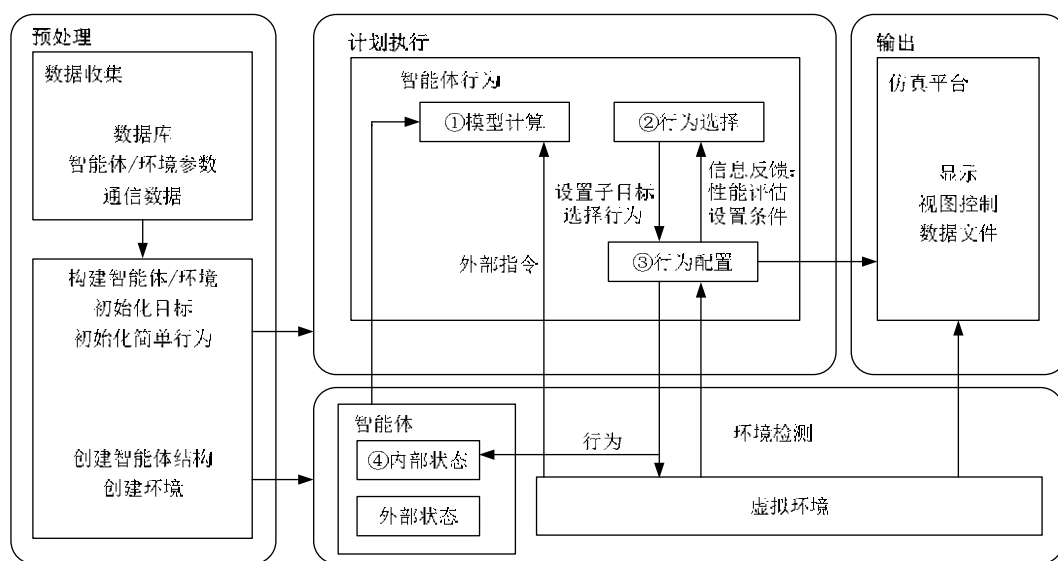 预处理
数据收集
数据库
智能体/环境参数
通信数据
构建智能体/环境
初始化目标
初始化简单行为
创建智能体结构
创建环境
计划执行
智能体行为
①模型计算
②行为选择
设置子目标
选择行为
信息反馈:
性能评估
设置条件
外部指令
③行为配置
输出
仿真平台
显示
视图控制
数据文件
智能体
④内部状态
外部状态
行为
环境检测
虚拟环境